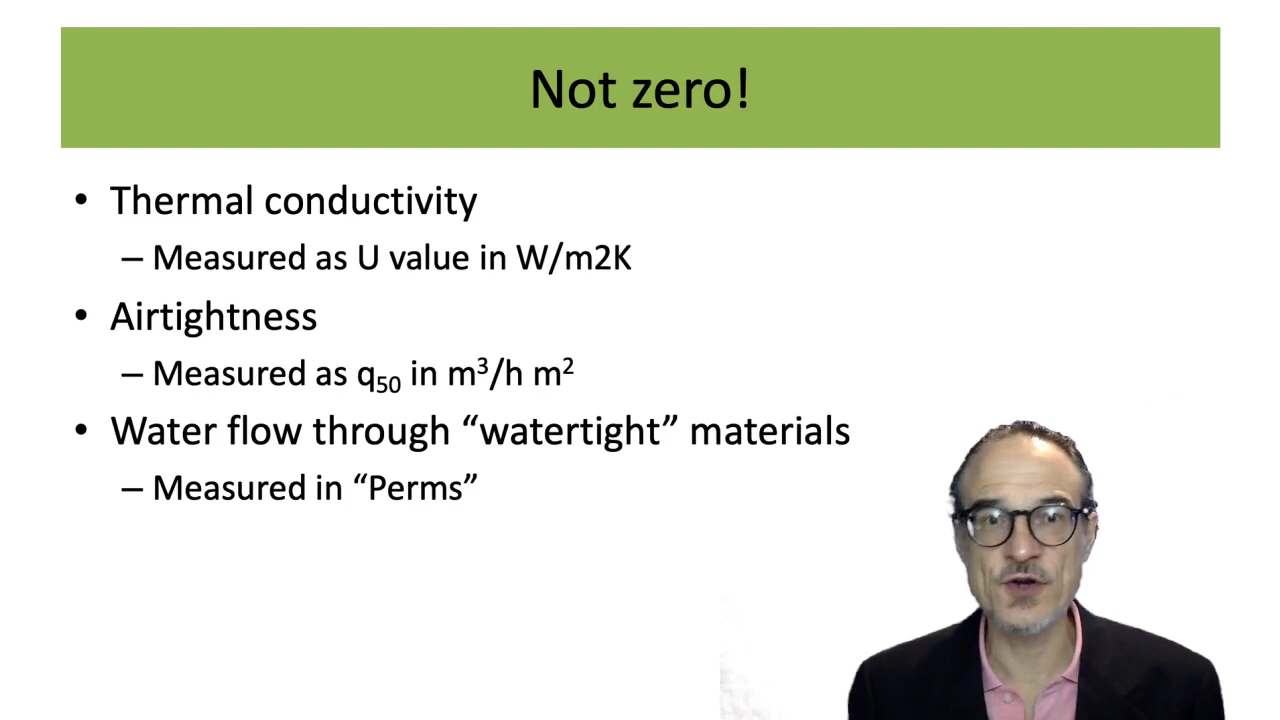 Not zero!
• Thermal conductivity
– Measured as U value in W/m2K
• Airtightness
– Measured as q₅₀ in m³/h m²
• Water flow through “watertight” materials
– Measured in “Perms”